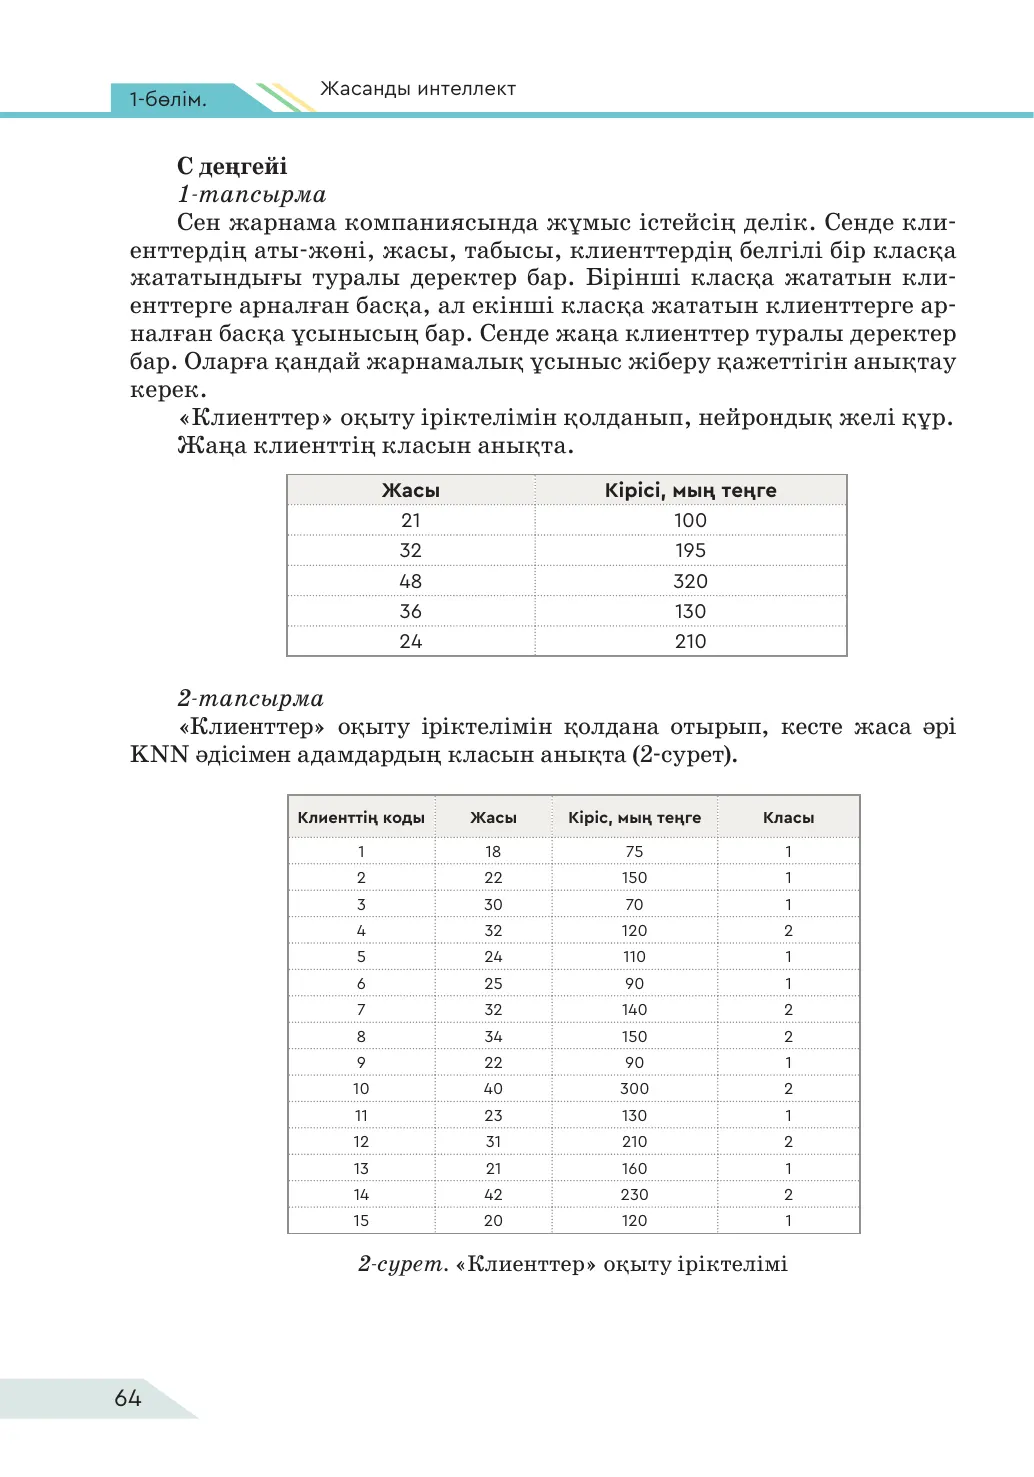 1-бөлім.
Жасанды интеллект
С деңгейі
1-тапсырма
Сен жарнама компаниясында жұмыс істейсің делік. Сенде кли-
енттердің аты-жөні, жасы, табысы, клиенттердің белгілі бір класқа
жататындығы туралы деректер бар. Бірінші класқа жататын кли-
енттерге арналған басқа, ал екінші класқа жататын клиенттерге ар-
налған басқа ұсынысың бар. Сенде жаңа клиенттер туралы деректер
бар. Оларға қандай жарнамалық ұсыныс жіберу қажеттігін анықтау
керек.
«Клиенттер» оқыту іріктелімін қолданып, нейрондық желі құр.
Жаңа клиенттің класын анықта.
Жасы Кірісі, мың теңге
21 100
32 195
48 320
36 130
24 210
2-тапсырма
«Клиенттер» оқыту іріктелімін қолдана отырып, кесте жаса әрі
KNN әдісімен адамдардың класын анықта (2-сурет).
Клиенттің коды Жасы Кіріс, мың теңге Класы
1 18 75 1
2 22 150 1
3 30 70 1
4 32 120 2
5 24 110 1
6 25 90 1
7 32 140 2
8 34 150 2
9 22 90 1
10 40 300 2
11 23 130 1
12 31 210 2
13 21 160 1
14 42 230 2
15 20 120 1
2-сурет. «Клиенттер» оқыту іріктелімі
64